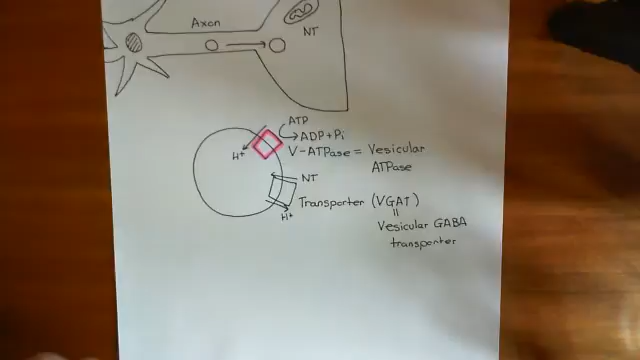 Axon
NT
ATP
ADP + Pi
H+
V-ATPase = Vesicular
ATPase
NT
Transporter (VGAT)
H+
=
Vesicular GABA
transporter